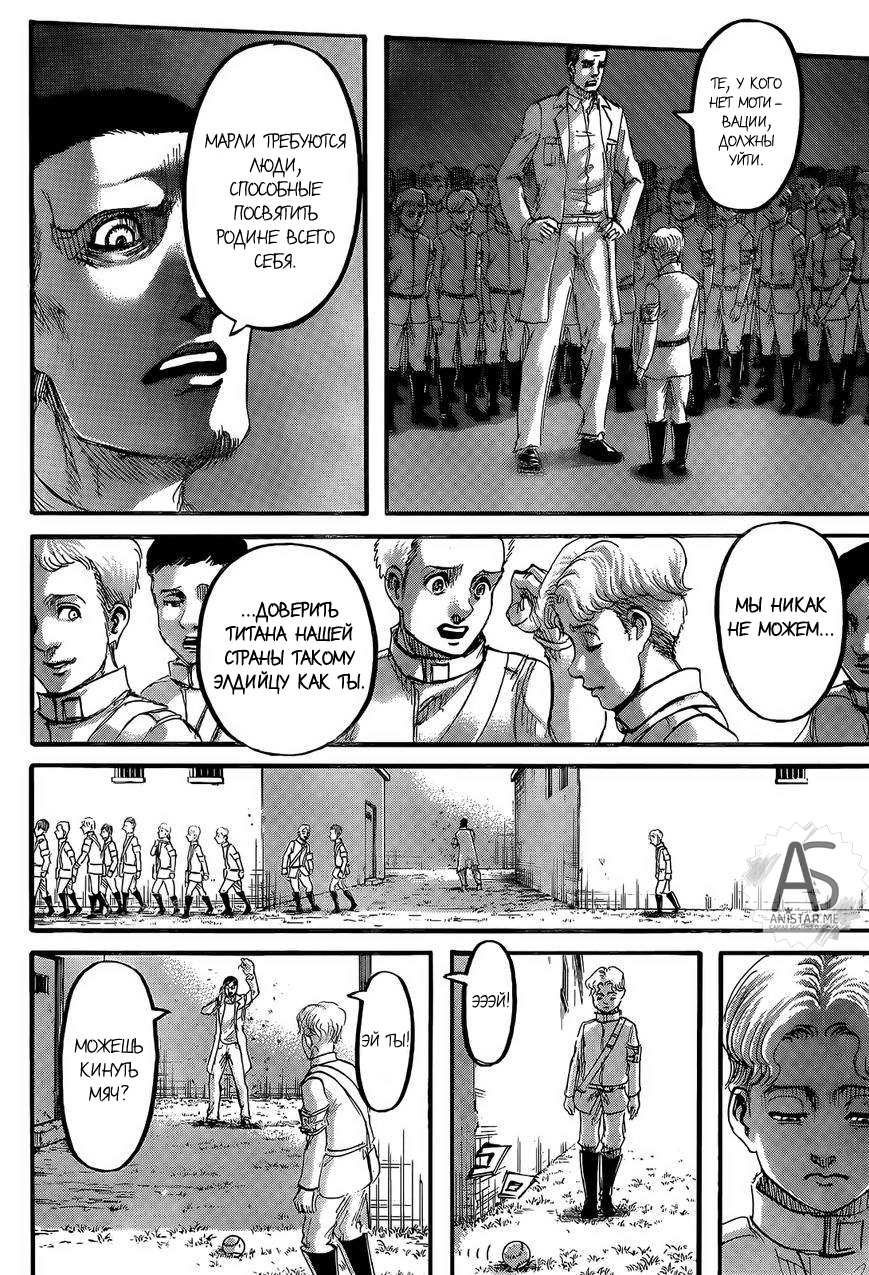 ТЕ, У КОГО
НЕТ МОТИ-
ВАЦИИ,
ДОЛЖНЫ
УЙТИ.
МАРЛИ ТРЕБУЮТСЯ
ЛЮДИ,
СПОСОБНЫЕ
ПОСВЯТИТЬ
РОДИНЕ ВСЕГО
СЕБЯ.
МЫ НИКАК
НЕ МОЖЕМ...
...ДОВЕРИТЬ
ТИТАНА НАШЕЙ
СТРАНЫ ТАКОМУ
ЭЛДИЙЦУ КАК ТЫ.
AS
ANISTAR.ME
ЭЭЭЙ!
ЭЙ ТЫ!
МОЖЕШЬ
КИНУТЬ
МЯЧ?